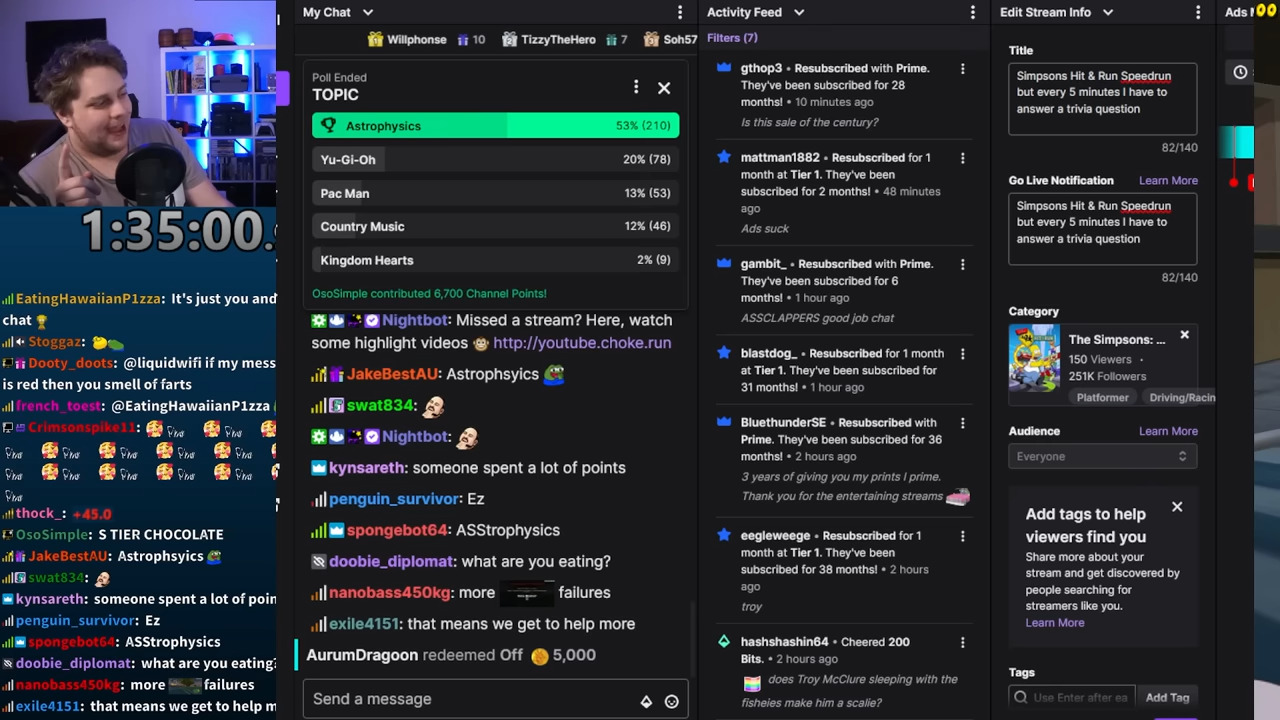 My Chat
Willphonse 10 TizzyTheHero 7 Soh57
Poll Ended
TOPIC
Astrophysics 53% (210)
Yu-Gi-Oh 20% (78)
Pac Man 13% (53)
Country Music 12% (46)
Kingdom Hearts 2% (9)
OsoSimple contributed 6,700 Channel Points!
Nightbot: Missed a stream? Here, watch
some highlight videos http://youtube.choke.run
JakeBestAU: Astrophsyics
swat834:
Nightbot:
kynsareth: someone spent a lot of points
penguin_survivor: Ez
spongebot64: ASStrophysics
doobie_diplomat: what are you eating?
nanobass450kg: more failures
exile4151: that means we get to help more
AurumDragoon redeemed Off 5,000
Send a message
1:35:00.
EatingHawaiianP1zza: It's just you and
chat
Stoggaz:
Dooty_doots: @liquidwifi if my mess
is red then you smell of farts
french_toest: @EatingHawaiianP1zza
Crimsonspike11:
thock_: +45.0
OsoSimple: S TIER CHOCOLATE
JakeBestAU: Astrophsyics
swat834:
kynsareth: someone spent a lot of poin
penguin_survivor: Ez
spongebot64: ASStrophysics
doobie_diplomat: what are you eating?
nanobass450kg: more failures
exile4151: that means we get to help m
Activity Feed
Filters (7)
gthop3 • Resubscribed with Prime.
They've been subscribed for 28
months! • 10 minutes ago
Is this sale of the century?
mattman1882 • Resubscribed for 1
month at Tier 1. They've been
subscribed for 2 months! • 48 minutes
ago
Ads suck
gambit_ • Resubscribed with Prime.
They've been subscribed for 6
months! • 1 hour ago
ASSCLAPPERS good job chat
blastdog_ • Resubscribed for 1 month
at Tier 1. They've been subscribed for
31 months! • 1 hour ago
BluethunderSE • Resubscribed with
Prime. They've been subscribed for 36
months! • 2 hours ago
3 years of giving you my prints I prime.
Thank you for the entertaining streams
eegleweege • Resubscribed for 1
month at Tier 1. They've been
subscribed for 38 months! • 2 hours
ago
troy
hashshashin64 • Cheered 200
Bits. • 2 hours ago
does Troy McClure sleeping with the
fisheies make him a scalie?
Edit Stream Info
Title
Simpsons Hit & Run Speedrun
but every 5 minutes I have to
answer a trivia question
82/140
Go Live Notification Learn More
Simpsons Hit & Run Speedrun
but every 5 minutes I have to
answer a trivia question
82/140
Category
The Simpsons: ...
150 Viewers •
251K Followers
Platformer Driving/Racin
Audience Learn More
Everyone
Add tags to help
viewers find you
Share more about your
stream and get discovered by
people searching for
streamers like you.
Learn More
Tags
Use Enter after ea Add Tag
Ads
00